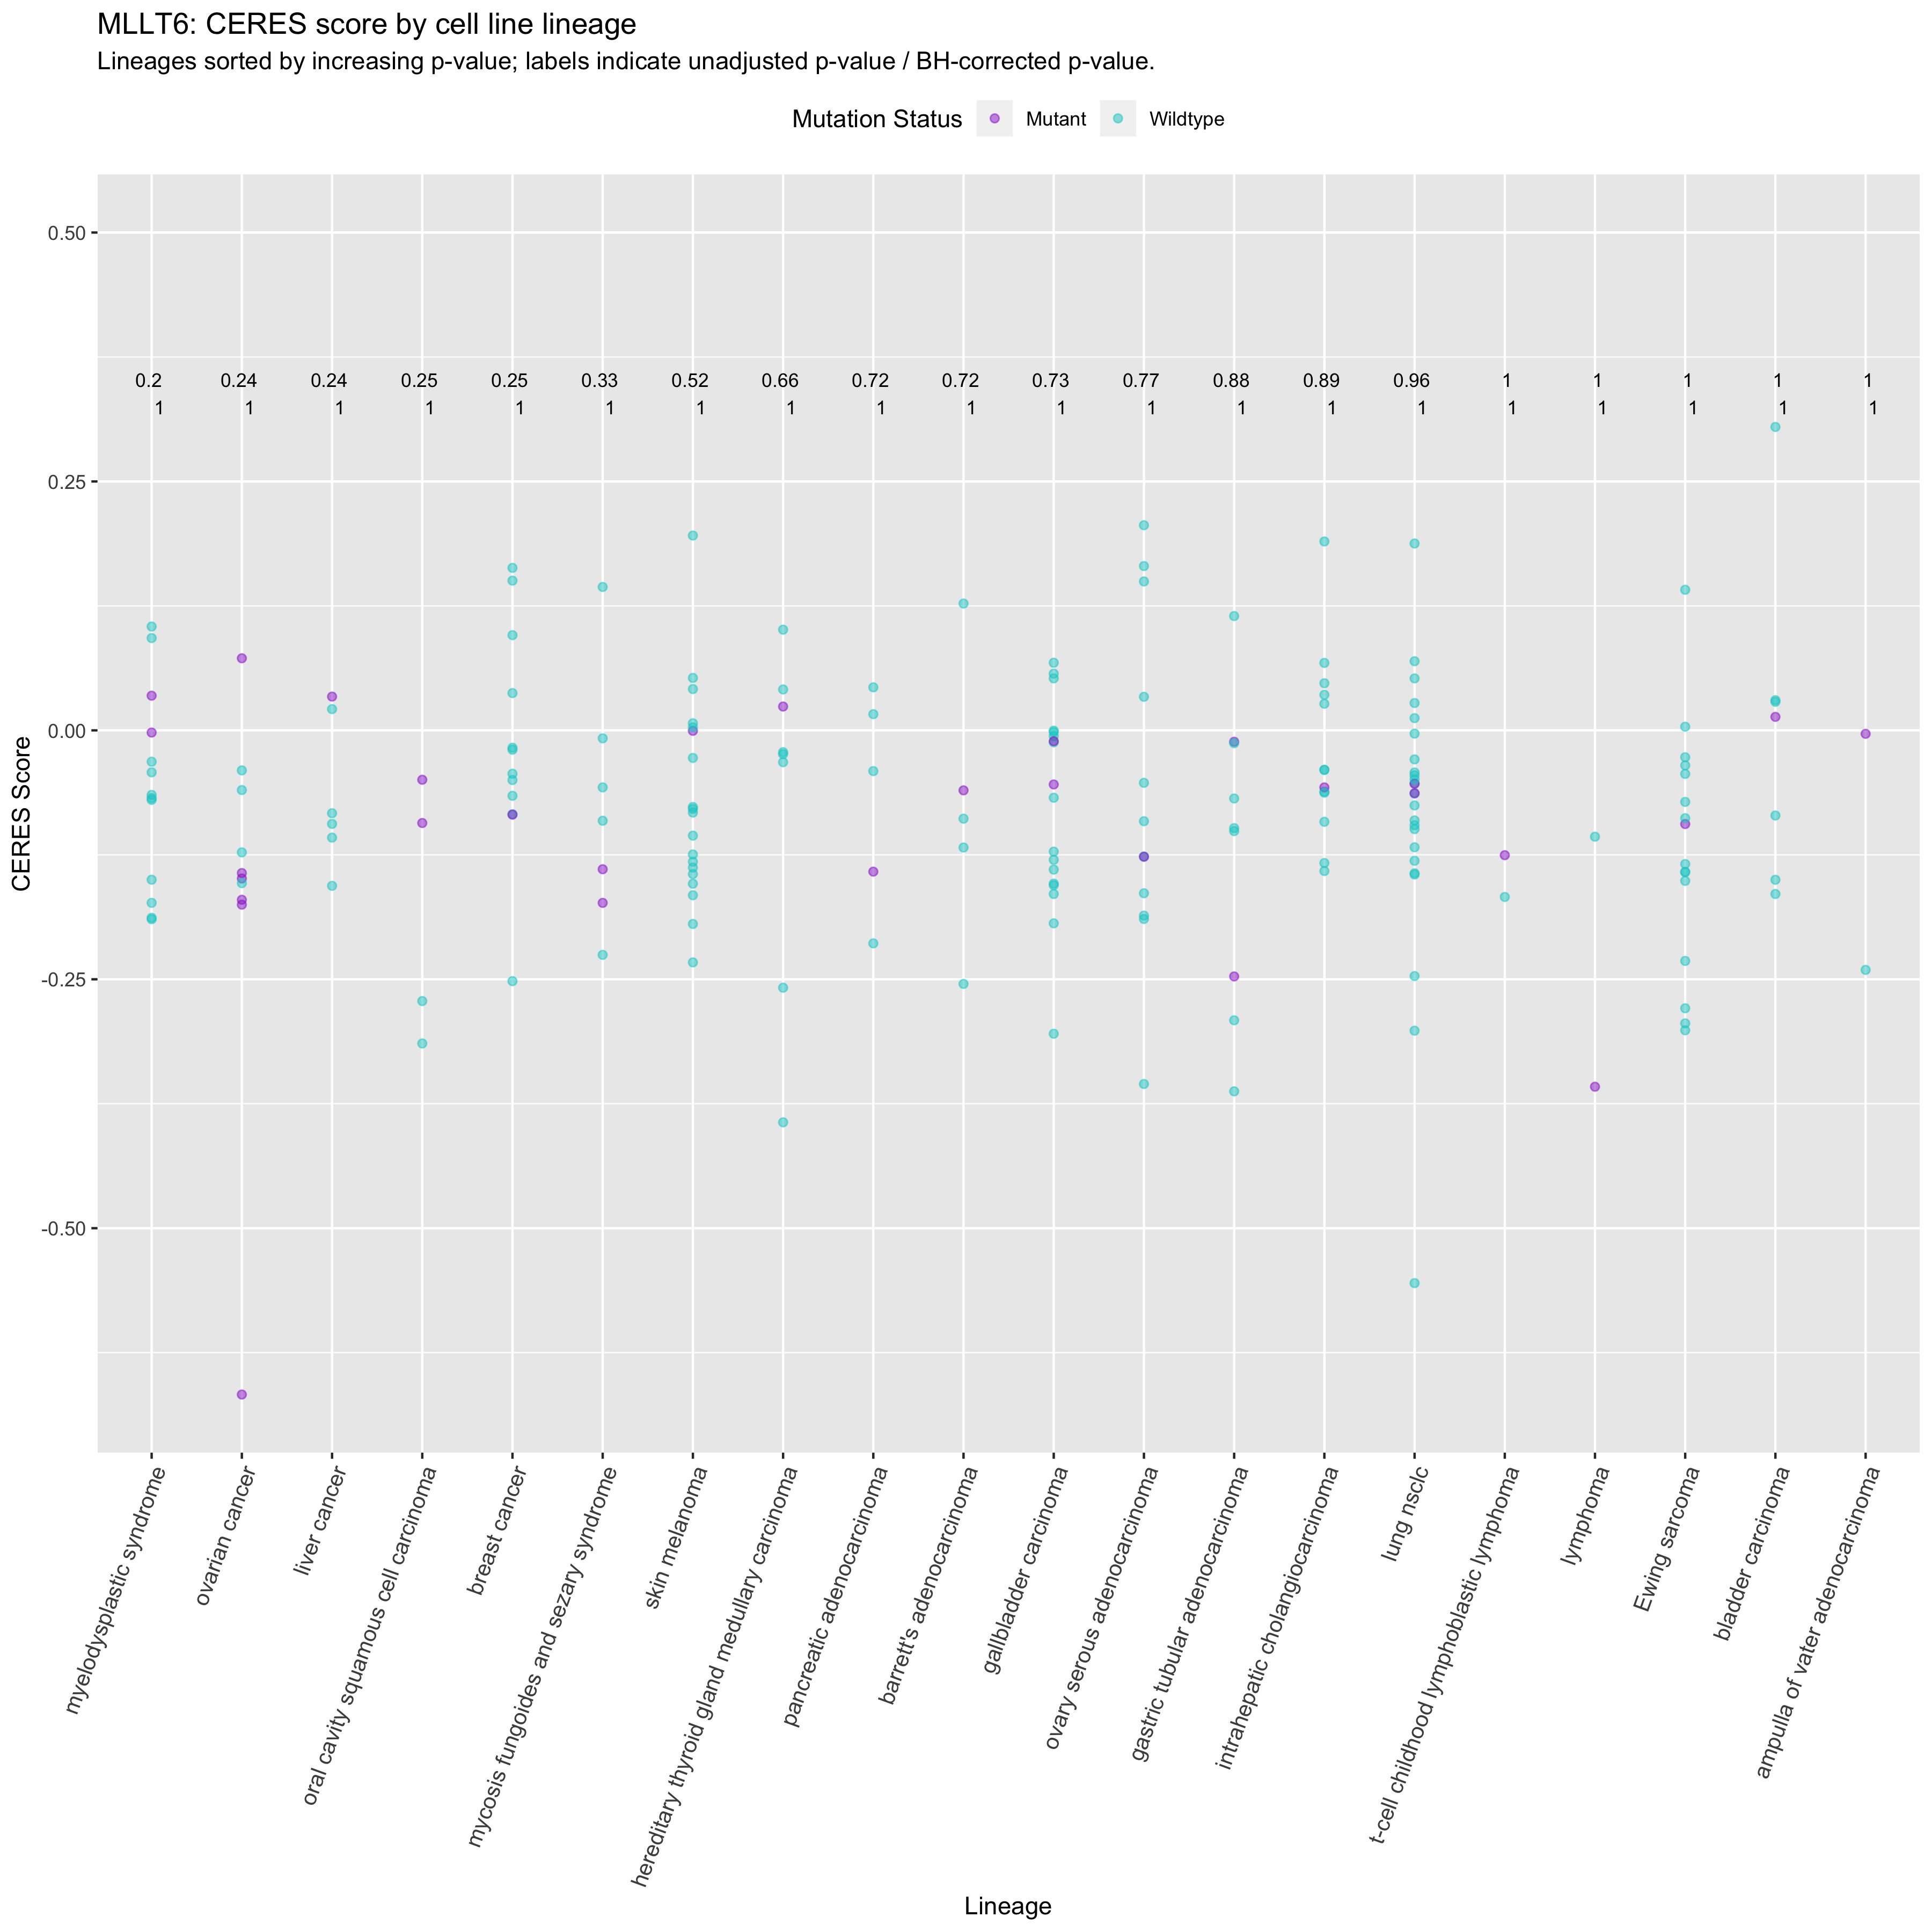 MLLT6: CERES score by cell line lineage
Lineages sorted by increasing p-value; labels indicate unadjusted p-value / BH-corrected p-value.
Mutation Status Mutant Wildtype
0.50
0.2 0.24 0.24 0.25 0.25 0.33 0.52 0.66 0.72 0.72 0.73 0.77 0.88 0.89 0.96 1 1 1 1 1
1 1 1 1 1 1 1 1 1 1 1 1 1 1 1 1 1 1 1 1
0.25
0.00
-0.25
-0.50
CERES Score
myelodysplastic syndrome
ovarian cancer
liver cancer
oral cavity squamous cell carcinoma
breast cancer
mycosis fungoides and sezary syndrome
skin melanoma
hereditary thyroid gland medullary carcinoma
pancreatic adenocarcinoma
barrett's adenocarcinoma
gallbladder carcinoma
ovary serous adenocarcinoma
gastric tubular adenocarcinoma
intrahepatic cholangiocarcinoma
lung nsclc
t-cell childhood lymphoblastic lymphoma
lymphoma
Ewing sarcoma
bladder carcinoma
ampulla of vater adenocarcinoma
Lineage